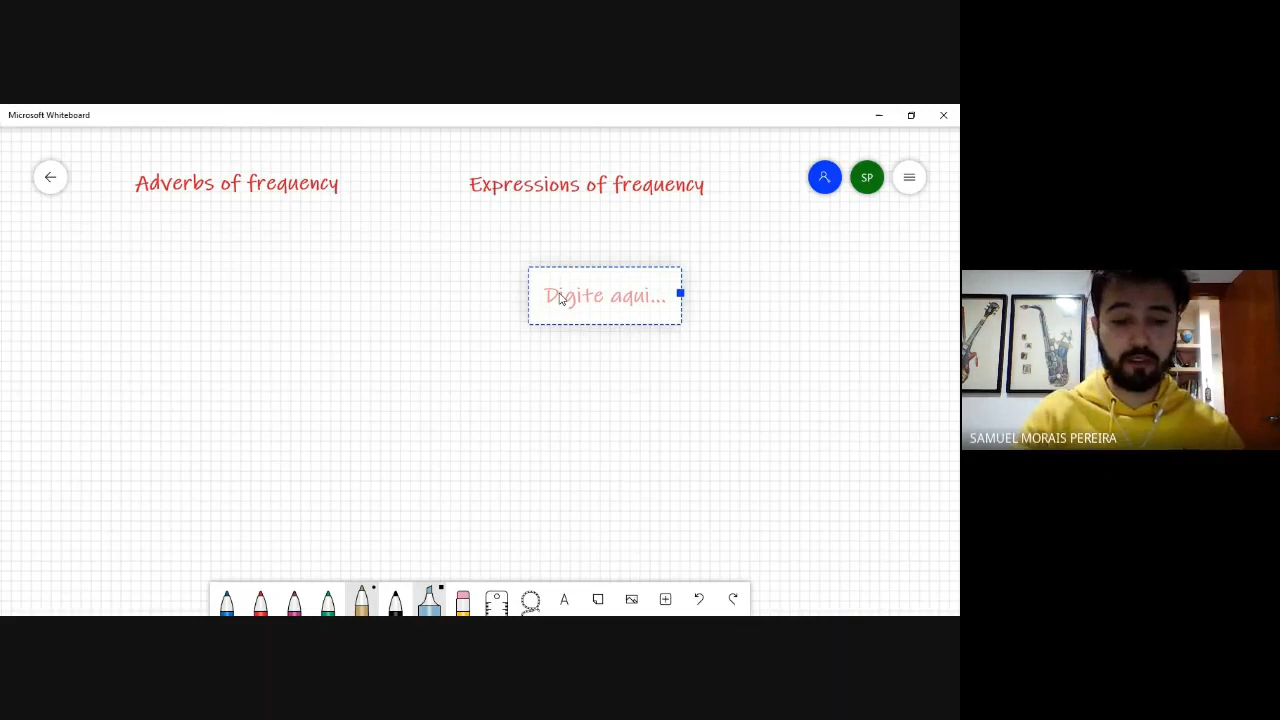 Microsoft Whiteboard
Adverbs of frequency
Expressions of frequency
SP
Digite aqui...
SAMUEL MORAIS PEREIRA
A